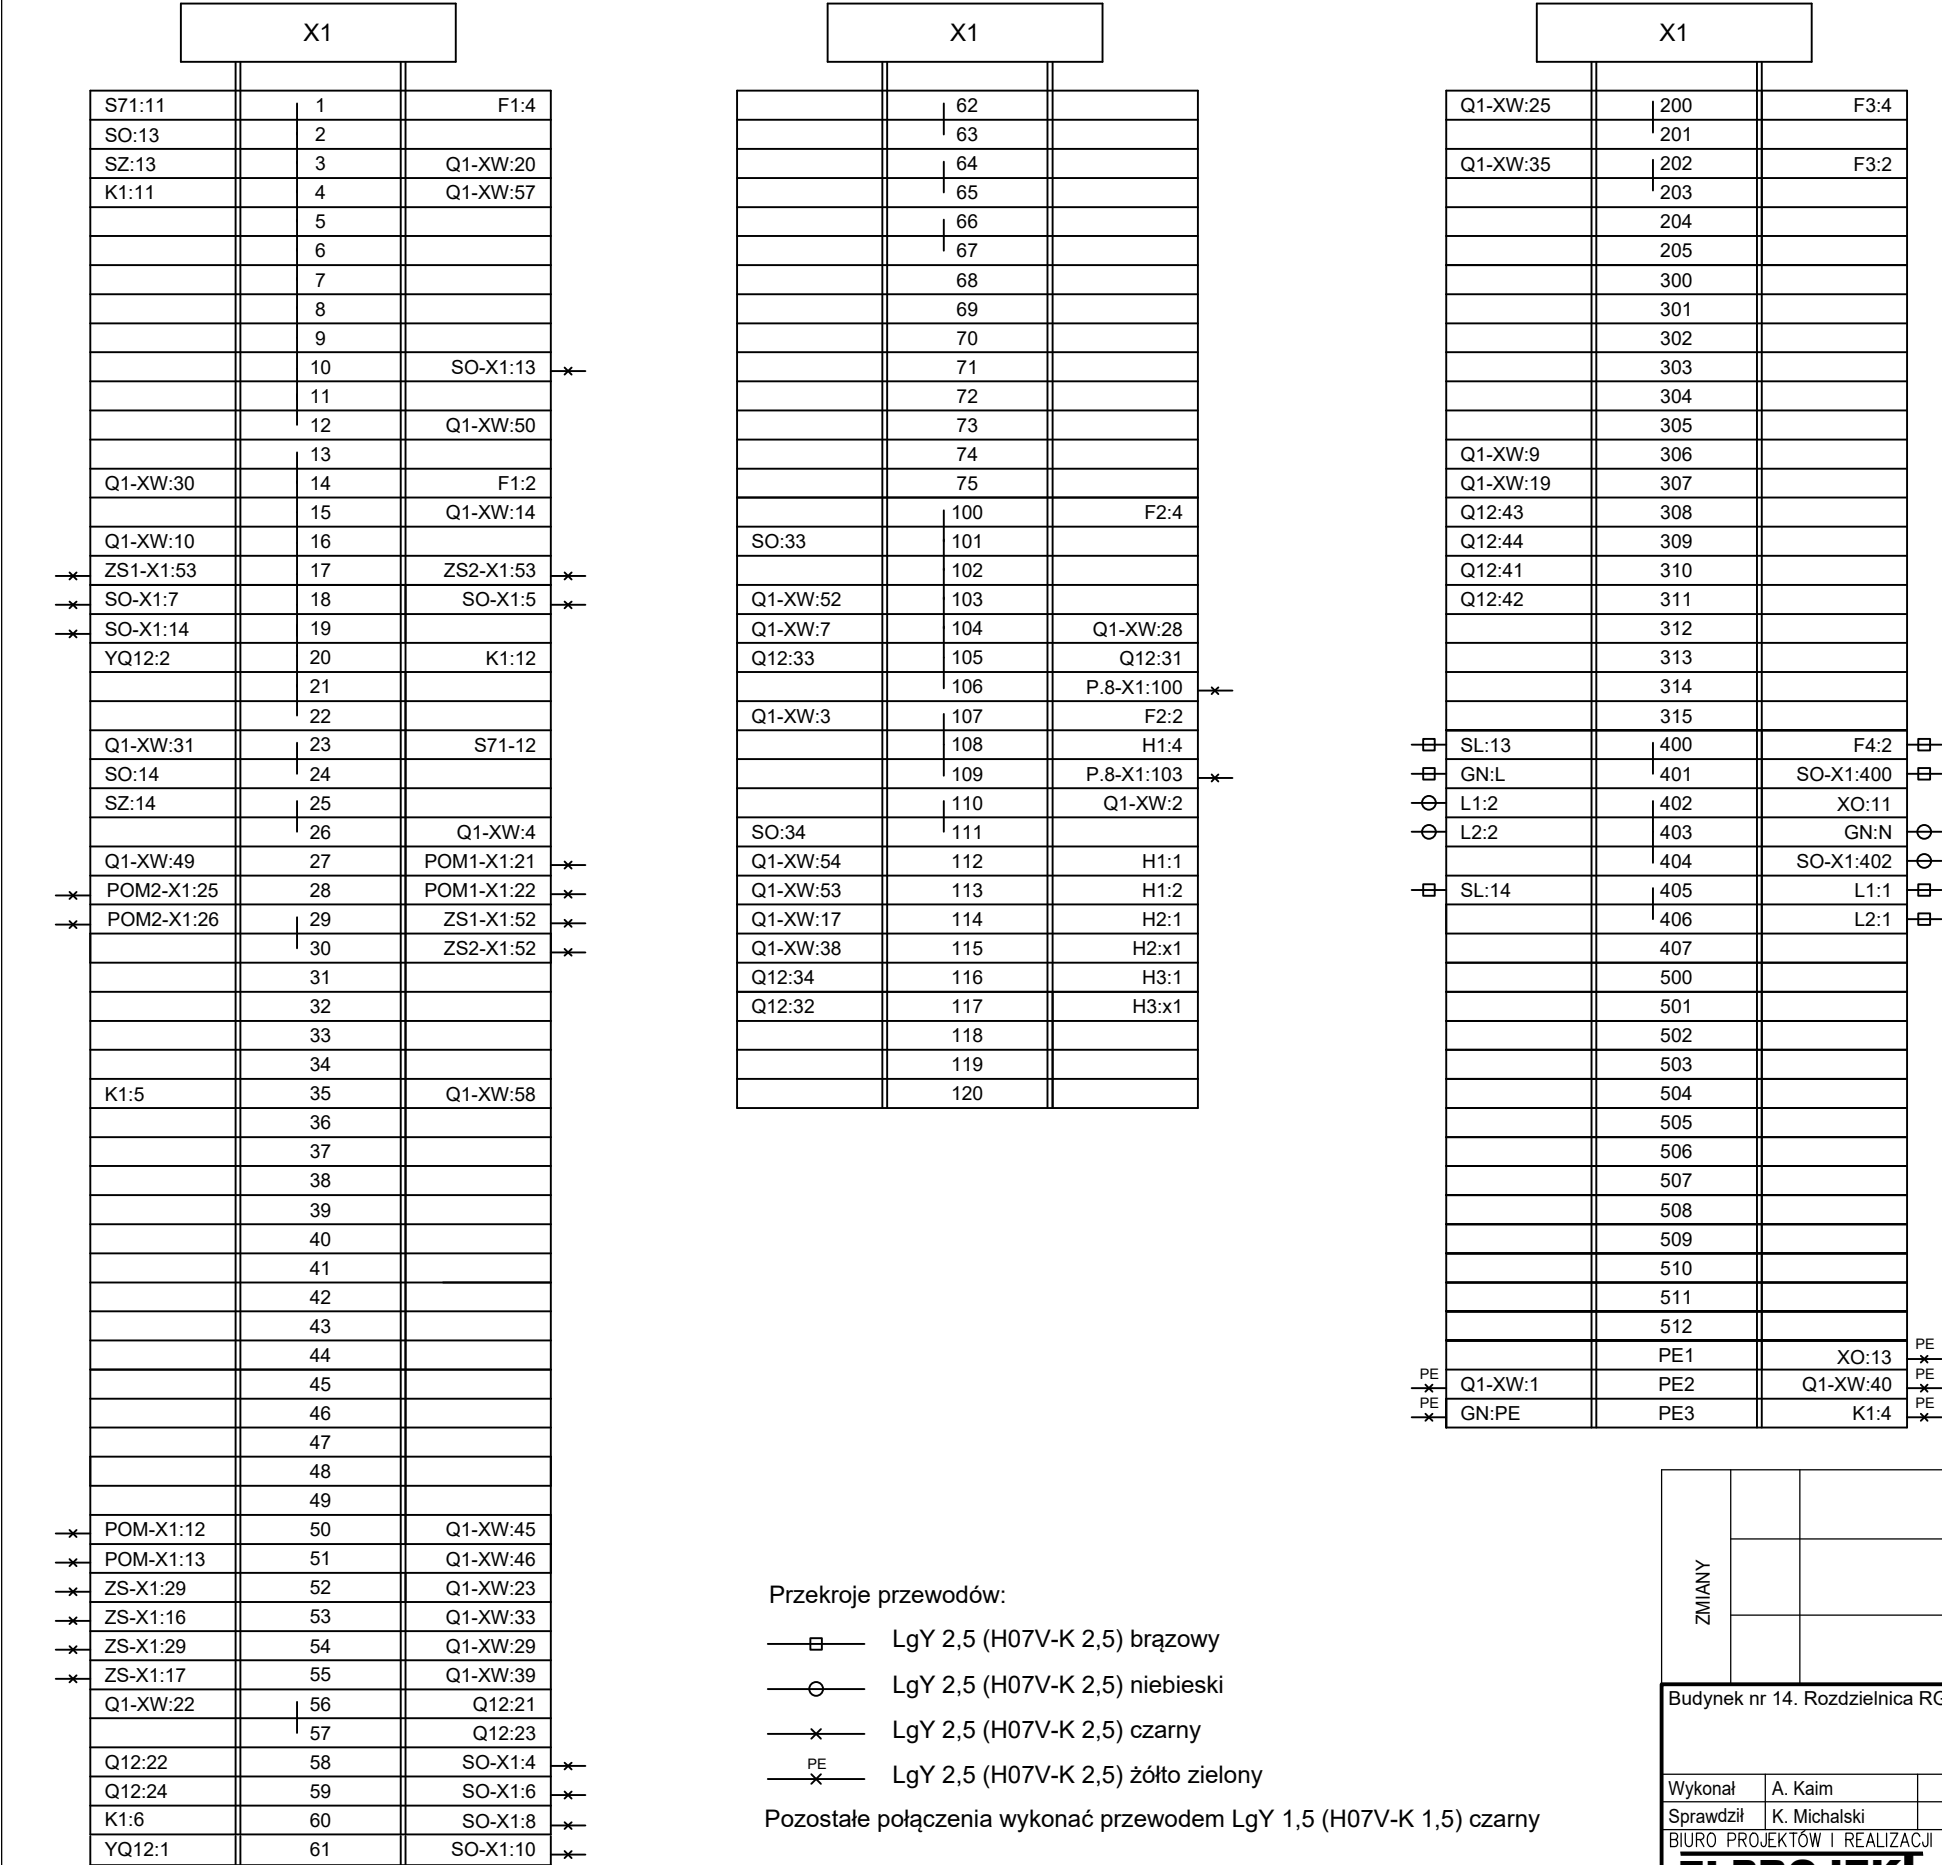 X1
S71:11 1 F1:4
SO:13 2
SZ:13 3 Q1-XW:20
K1:11 4 Q1-XW:57
5
6
7
8
9
10 SO-X1:13
11
12 Q1-XW:50
13
Q1-XW:30 14 F1:2
15 Q1-XW:14
Q1-XW:10 16
ZS1-X1:53 17 ZS2-X1:53
SO-X1:7 18 SO-X1:5
SO-X1:14 19
YQ12:2 20 K1:12
21
22
Q1-XW:31 23 S71-12
SO:14 24
SZ:14 25
26 Q1-XW:4
Q1-XW:49 27 POM1-X1:21
POM2-X1:25 28 POM1-X1:22
POM2-X1:26 29 ZS1-X1:52
30 ZS2-X1:52
31
32
33
34
K1:5 35 Q1-XW:58
36
37
38
39
40
41
42
43
44
45
46
47
48
49
POM-X1:12 50 Q1-XW:45
POM-X1:13 51 Q1-XW:46
ZS-X1:29 52 Q1-XW:23
ZS-X1:16 53 Q1-XW:33
ZS-X1:29 54 Q1-XW:29
ZS-X1:17 55 Q1-XW:39
Q1-XW:22 56 Q12:21
57 Q12:23
Q12:22 58 SO-X1:4
Q12:24 59 SO-X1:6
K1:6 60 SO-X1:8
YQ12:1 61 SO-X1:10
X1
62
63
64
65
66
67
68
69
70
71
72
73
74
75
100 F2:4
SO:33 101
102
Q1-XW:52 103
Q1-XW:7 104 Q1-XW:28
Q12:33 105 Q12:31
106 P.8-X1:100
Q1-XW:3 107 F2:2
108 H1:4
109 P.8-X1:103
110 Q1-XW:2
SO:34 111
Q1-XW:54 112 H1:1
Q1-XW:53 113 H1:2
Q1-XW:17 114 H2:1
Q1-XW:38 115 H2:x1
Q12:34 116 H3:1
Q12:32 117 H3:x1
118
119
120
Przekroje przewodów:
LgY 2,5 (H07V-K 2,5) brązowy
LgY 2,5 (H07V-K 2,5) niebieski
LgY 2,5 (H07V-K 2,5) czarny
PE LgY 2,5 (H07V-K 2,5) żółto zielony
Pozostałe połączenia wykonać przewodem LgY 1,5 (H07V-K 1,5) czarny
X1
Q1-XW:25 200 F3:4
201
Q1-XW:35 202 F3:2
203
204
205
300
301
302
303
304
305
Q1-XW:9 306
Q1-XW:19 307
Q12:43 308
Q12:44 309
Q12:41 310
Q12:42 311
312
313
314
315
SL:13 400 F4:2
GN:L 401 SO-X1:400
L1:2 402 XO:11
L2:2 403 GN:N
404 SO-X1:402
SL:14 405 L1:1
406 L2:1
407
500
501
502
503
504
505
506
507
508
509
510
511
512
PE1 XO:13 PE
PE Q1-XW:1 PE2 Q1-XW:40 PE
PE GN:PE PE3 K1:4 PE
ZMIANY
Budynek nr 14. Rozdzielnica
Wykonał A. Kaim
Sprawdził K. Michalski
BIURO PROJEKTÓW I REALIZACJI